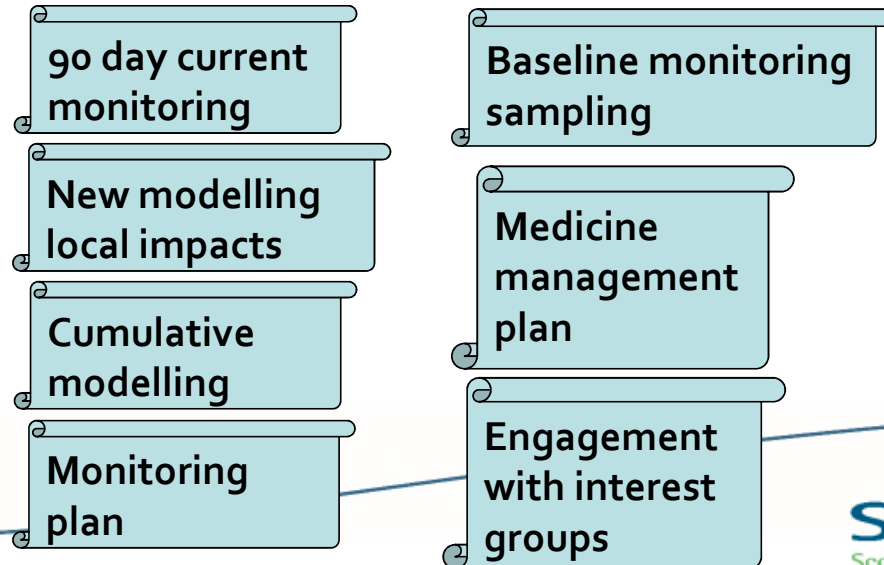 90 day current
monitoring
New modelling
local impacts
Cumulative
modelling
Monitoring
plan
Baseline monitoring
sampling
Medicine
management
plan
Engagement
with interest
groups